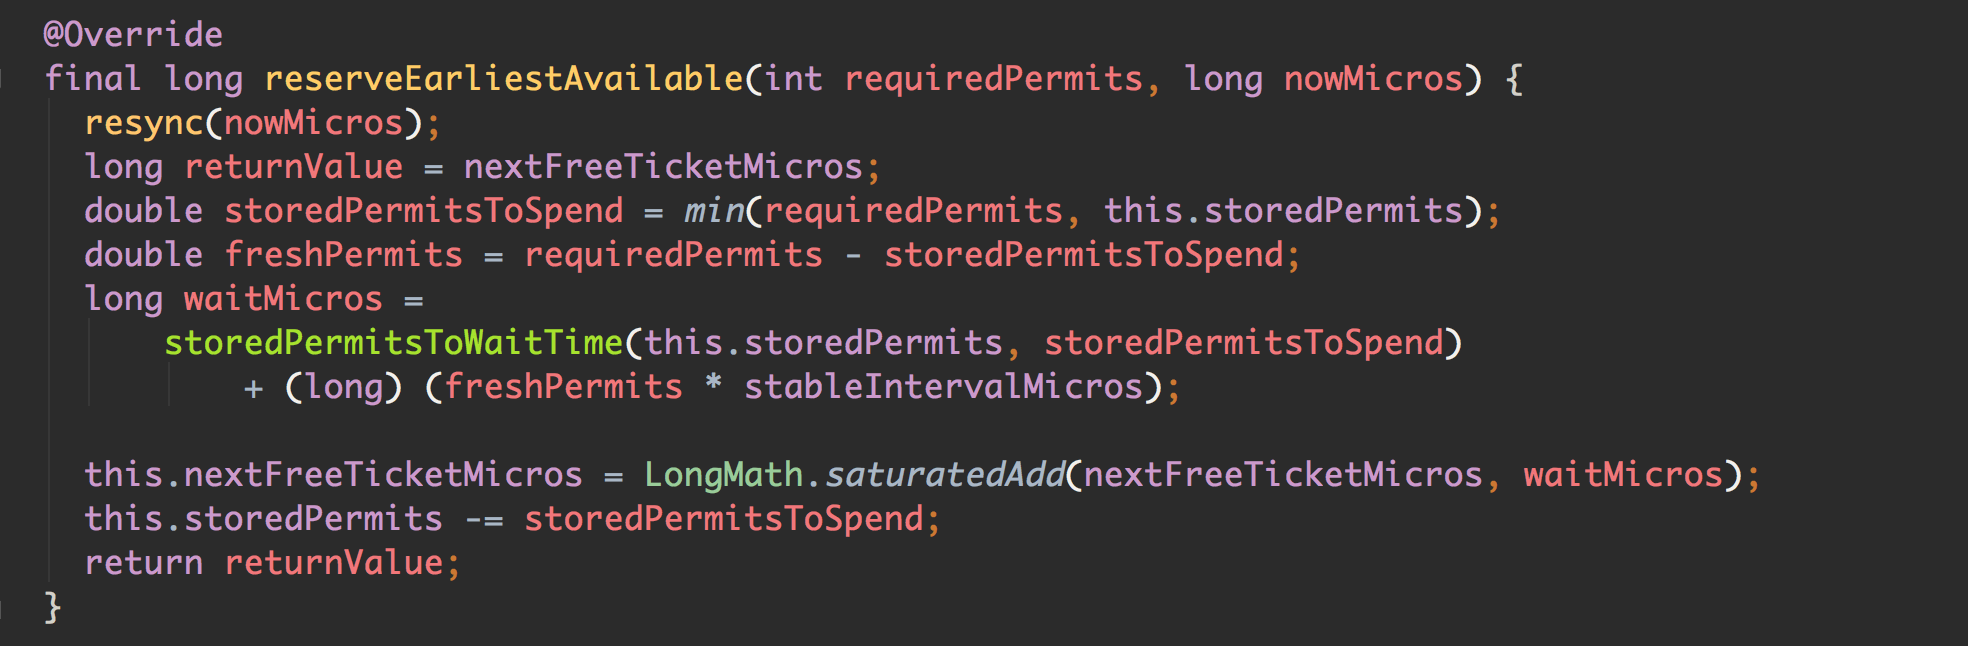 @Override
final long reserveEarliestAvailable(int requiredPermits, long nowMicros) {
  resync(nowMicros);
  long returnValue = nextFreeTicketMicros;
  double storedPermitsToSpend = min(requiredPermits, this.storedPermits);
  double freshPermits = requiredPermits - storedPermitsToSpend;
  long waitMicros =
      storedPermitsToWaitTime(this.storedPermits, storedPermitsToSpend)
          + (long) (freshPermits * stableIntervalMicros);

  this.nextFreeTicketMicros = LongMath.saturatedAdd(nextFreeTicketMicros, waitMicros);
  this.storedPermits -= storedPermitsToSpend;
  return returnValue;
}